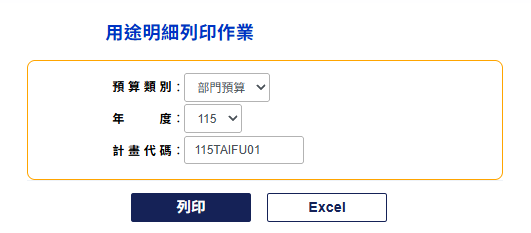 用途明細列印作業
預算類別： 部門預算
年 度： 115
計畫代碼： 115TAIFU01
列印 Excel